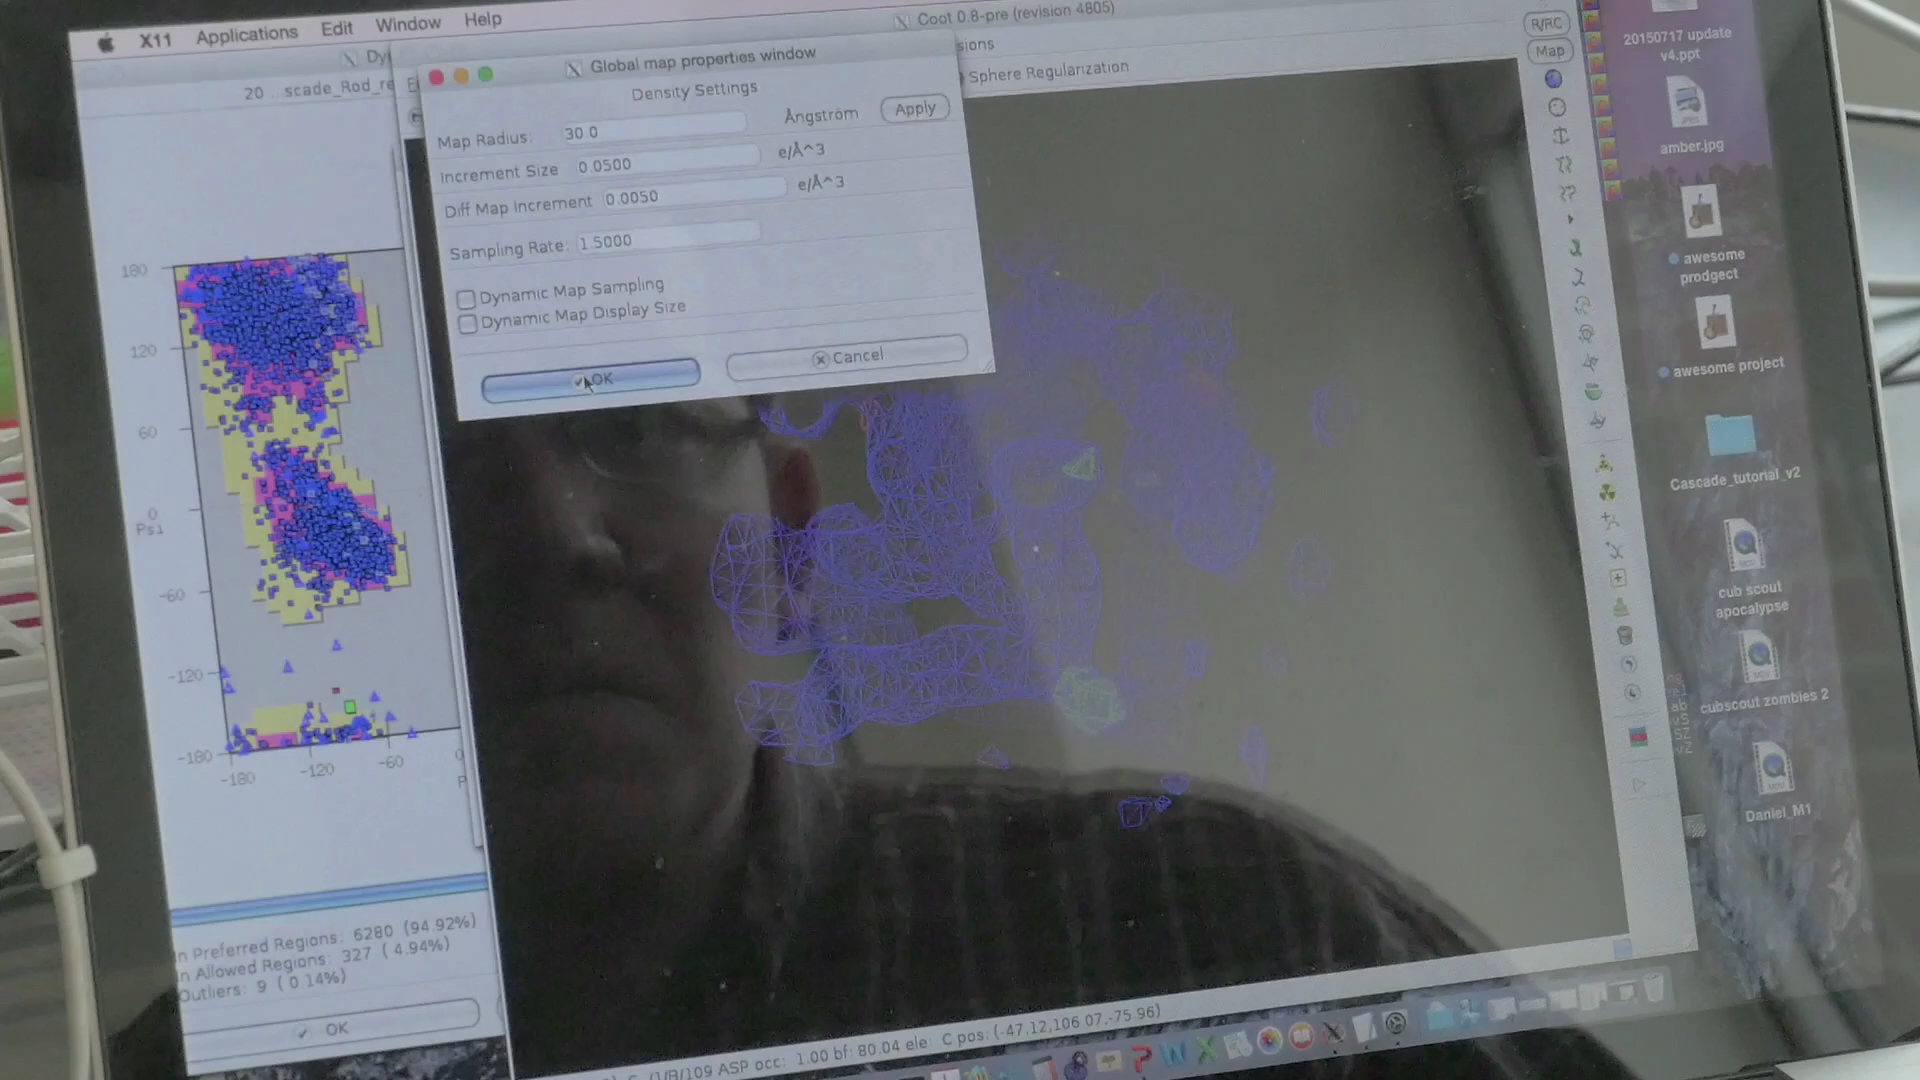 X11 Applications Edit Window Help
Coot 0.8-pre (revision 4805)
Global map properties window
Density Settings
Map Radius: 30.0 Ångström Apply
Increment Size 0.0500 e/Å^3
Diff Map Increment 0.0050 e/Å^3
Sampling Rate: 1.5000
Dynamic Map Sampling
Dynamic Map Display Size
OK
Cancel
Sphere Regularization
R/RC
Map
180
120
60
0
Psi
-60
-120
-180
-180 -120 -60 0
In Preferred Regions: 6280 (94.92%)
In Allowed Regions: 327 ( 4.94%)
Outliers: 9 ( 0.14%)
OK
ASP occ: 1.00 bf: 80.04 ele: C pos: (-47.12,106.07,-75.96)
20150717 update
v4.ppt
JPEG
amber.jpg
awesome
prodgect
awesome project
Cascade_tutorial_v2
MOV
cub scout
apocalypse
MOV
cubscout zombies 2
MOV
Daniel_M1